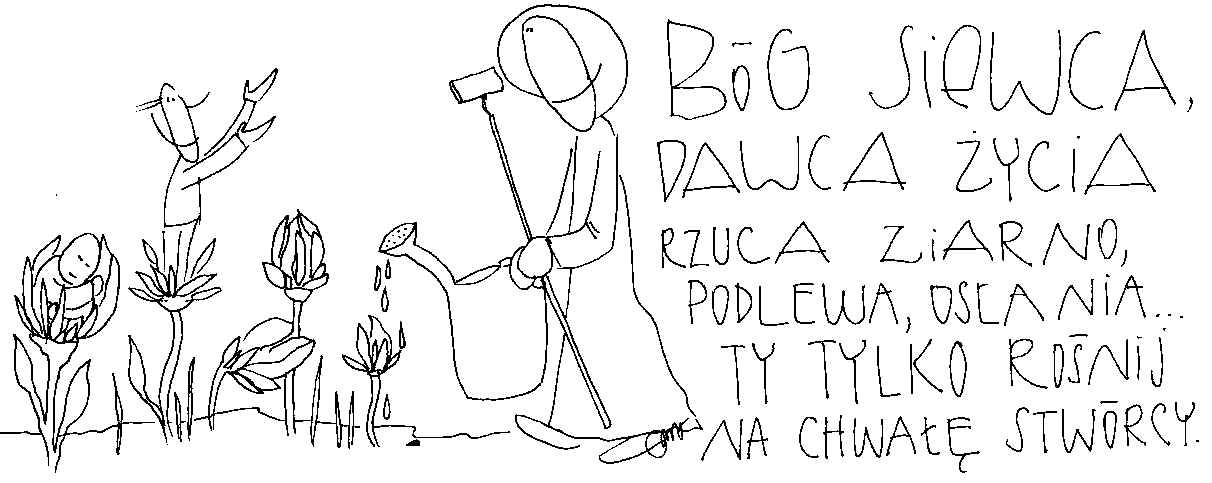 BÓG SIEWCA,
DAWCA ŻYCIA
RZUCA ZIARNO,
PODLEWA, OSŁANIA...
TY TYLKO ROŚNIJ
NA CHWAŁĘ STWÓRCY.